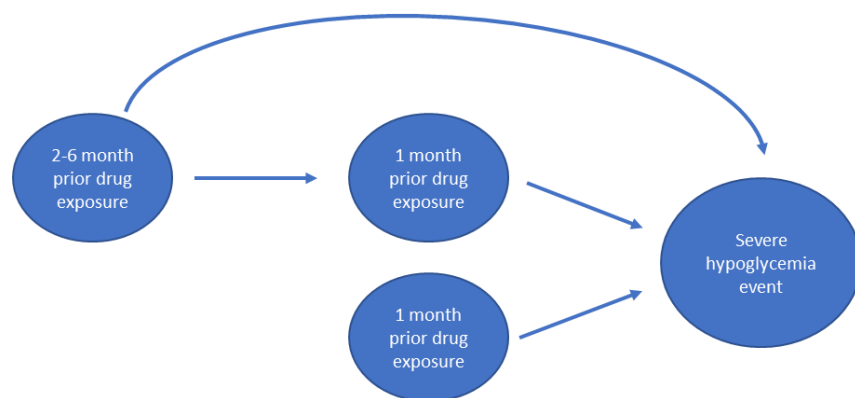 2-6 month
prior drug
exposure
1 month
prior drug
exposure
Severe
hypoglycemia
event
1 month
prior drug
exposure